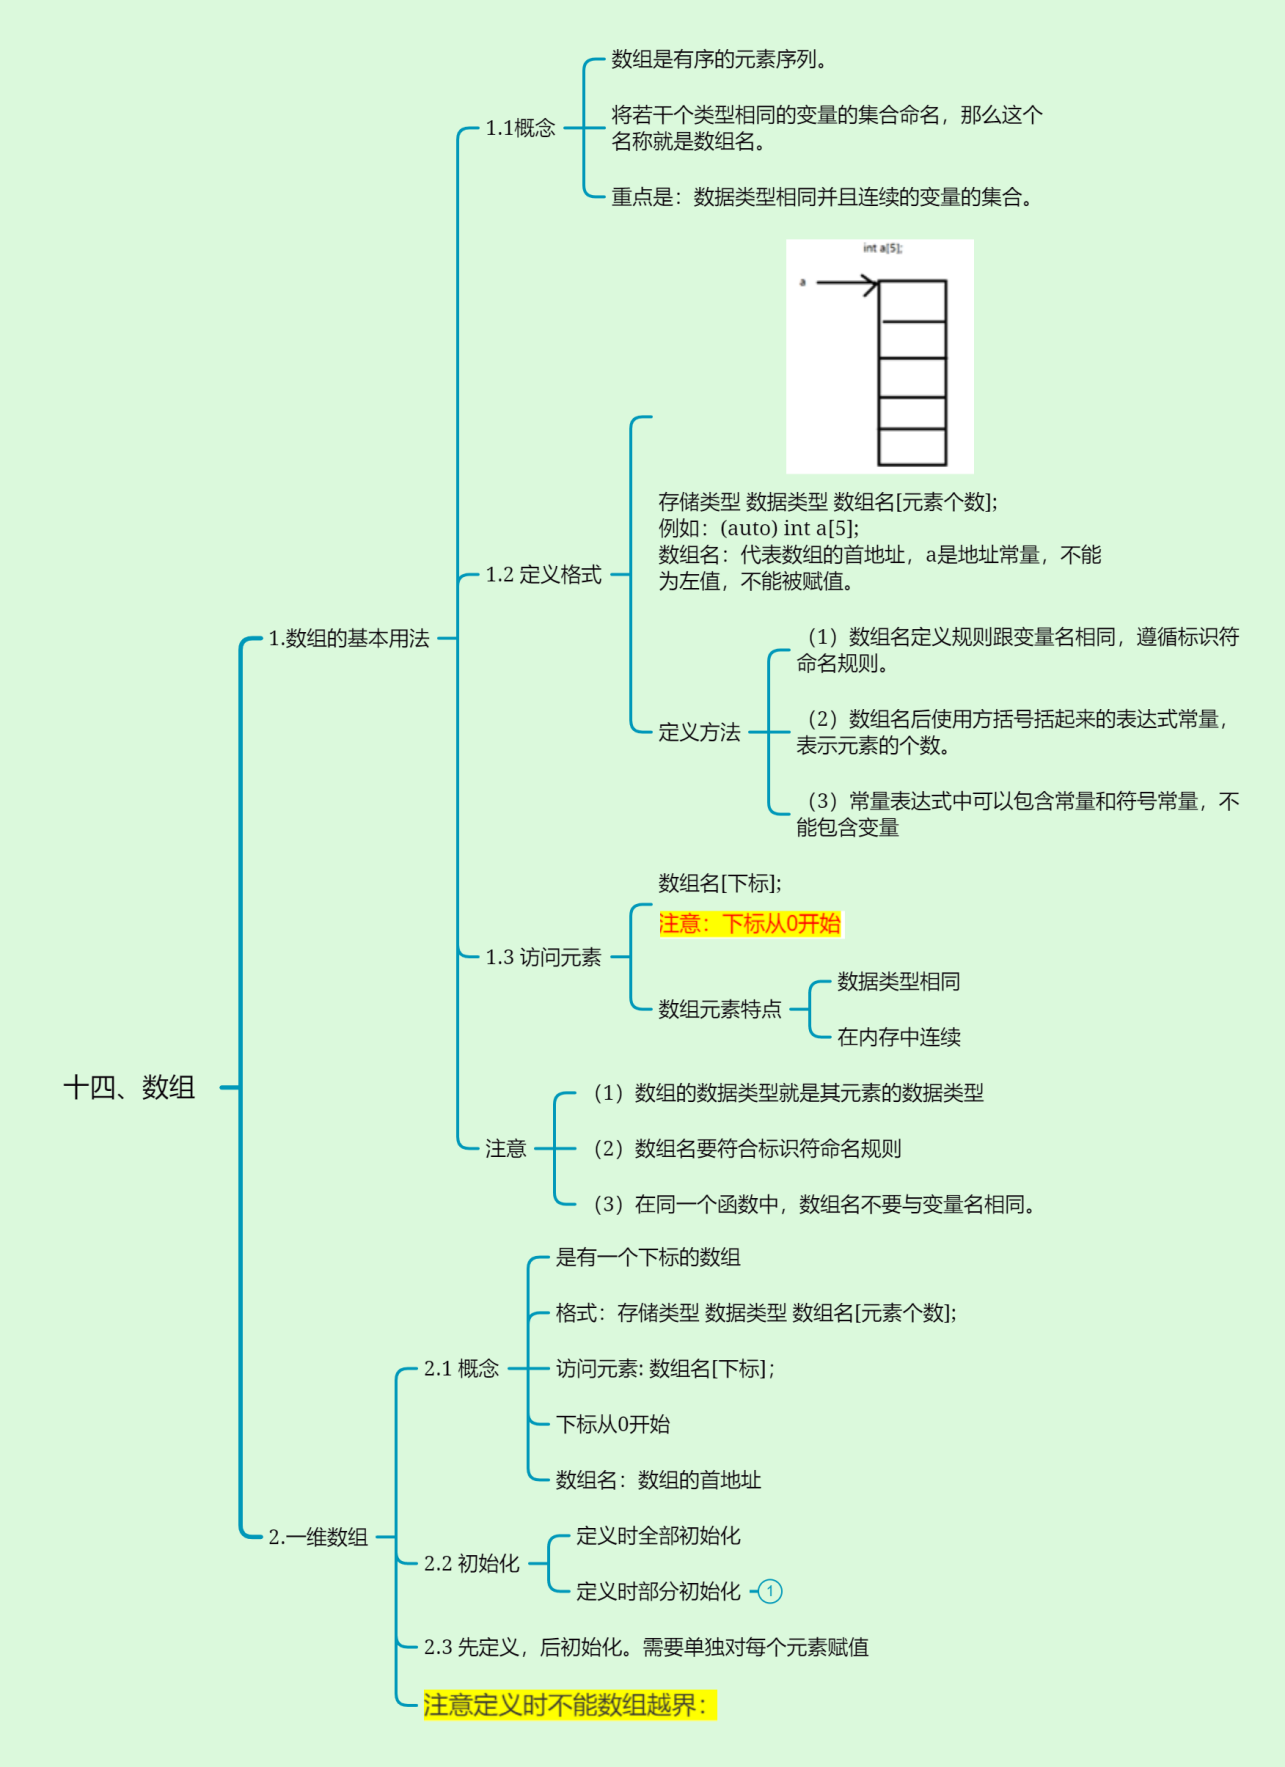 十四、数组
1.数组的基本用法
1.1概念
数组是有序的元素序列。
将若干个类型相同的变量的集合命名，那么这个
名称就是数组名。
重点是：数据类型相同并且连续的变量的集合。
1.2 定义格式
int a[5];
a
存储类型 数据类型 数组名[元素个数];
例如：(auto) int a[5];
数组名：代表数组的首地址，a是地址常量，不能
为左值，不能被赋值。
定义方法
（1）数组名定义规则跟变量名相同，遵循标识符
命名规则。
（2）数组名后使用方括号括起来的表达式常量，
表示元素的个数。
（3）常量表达式中可以包含常量和符号常量，不
能包含变量
1.3 访问元素
数组名[下标];
注意：下标从0开始
数组元素特点
数据类型相同
在内存中连续
注意
（1）数组的数据类型就是其元素的数据类型
（2）数组名要符合标识符命名规则
（3）在同一个函数中，数组名不要与变量名相同。
2.一维数组
2.1 概念
是有一个下标的数组
格式：存储类型 数据类型 数组名[元素个数];
访问元素: 数组名[下标]；
下标从0开始
数组名：数组的首地址
2.2 初始化
定义时全部初始化
定义时部分初始化
1
2.3 先定义，后初始化。需要单独对每个元素赋值
注意定义时不能数组越界：